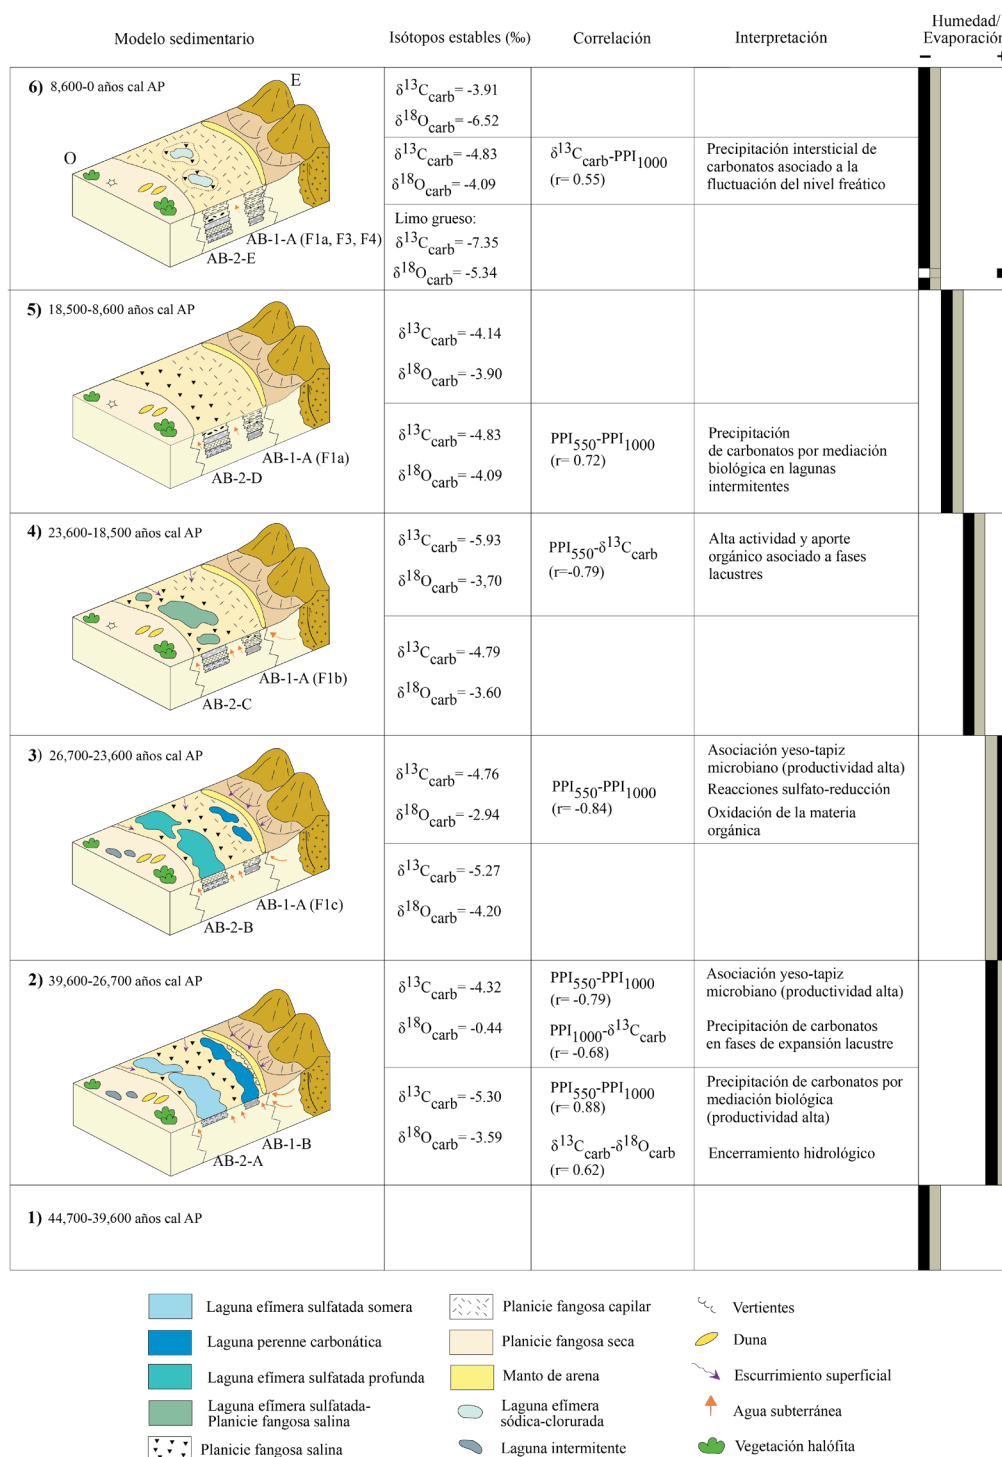 Modelo sedimentario
Isótopos estables (‰)
Correlación
Interpretación
Humedad/
Evaporación
− +
6) 8,600-0 años cal AP
E
O
AB-1-A (F1a, F3, F4)
AB-2-E
δ13Ccarb= -3.91
δ18Ocarb= -6.52
δ13Ccarb= -4.83
δ18Ocarb= -4.09
δ13Ccarb-PPI1000
(r= 0.55)
Precipitación intersticial de
carbonatos asociado a la
fluctuación del nivel freático
Limo grueso:
δ13Ccarb= -7.35
δ18Ocarb= -5.34
5) 18,500-8,600 años cal AP
AB-1-A (F1a)
AB-2-D
δ13Ccarb= -4.14
δ18Ocarb= -3.90
δ13Ccarb= -4.83
δ18Ocarb= -4.09
PPI550-PPI1000
(r= 0.72)
Precipitación
de carbonatos por mediación
biológica en lagunas
intermitentes
4) 23,600-18,500 años cal AP
AB-1-A (F1b)
AB-2-C
δ13Ccarb= -5.93
δ18Ocarb= -3,70
PPI550-δ13Ccarb
(r=-0.79)
Alta actividad y aporte
orgánico asociado a fases
lacustres
δ13Ccarb= -4.79
δ18Ocarb= -3.60
3) 26,700-23,600 años cal AP
AB-1-A (F1c)
AB-2-B
δ13Ccarb= -4.76
δ18Ocarb= -2.94
PPI550-PPI1000
(r= -0.84)
Asociación yeso-tapiz
microbiano (productividad alta)
Reacciones sulfato-reducción
Oxidación de la materia
orgánica
δ13Ccarb= -5.27
δ18Ocarb= -4.20
2) 39,600-26,700 años cal AP
AB-1-B
AB-2-A
δ13Ccarb= -4.32
δ18Ocarb= -0.44
PPI550-PPI1000
(r= -0.79)
PPI1000-δ13Ccarb
(r= -0.68)
Asociación yeso-tapiz
microbiano (productividad alta)
Precipitación de carbonatos
en fases de expansión lacustre
δ13Ccarb= -5.30
δ18Ocarb= -3.59
PPI550-PPI1000
(r= 0.88)
δ13Ccarb-δ18Ocarb
(r= 0.62)
Precipitación de carbonatos por
mediación biológica
(productividad alta)
Encerramiento hidrológico
1) 44,700-39,600 años cal AP
Laguna efímera sulfatada somera
Laguna perenne carbonática
Laguna efímera sulfatada profunda
Laguna efímera sulfatada-
Planicie fangosa salina
Planicie fangosa salina
Planicie fangosa capilar
Planicie fangosa seca
Manto de arena
Laguna efímera
sódica-clorurada
Laguna intermitente
Vertientes
Duna
Escurrimiento superficial
Agua subterránea
Vegetación halófita